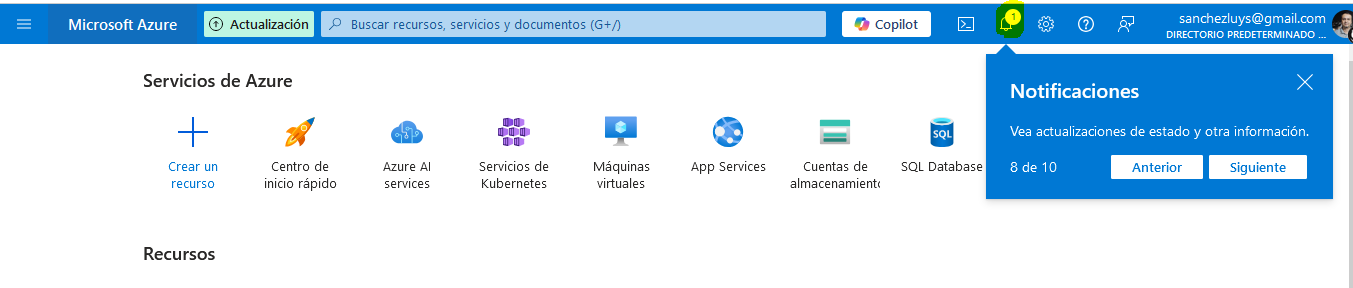 Microsoft Azure
Actualización
Buscar recursos, servicios y documentos (G+/)
Copilot
1
sanchezluys@gmail.com
DIRECTORIO PREDETERMINADO ...
Servicios de Azure
Crear un
recurso
Centro de
inicio rápido
Azure AI
services
Servicios de
Kubernetes
Máquinas
virtuales
App Services
Cuentas de
almacenamiento
SQL
SQL Database
Notificaciones
Vea actualizaciones de estado y otra información.
8 de 10
Anterior
Siguiente
Recursos